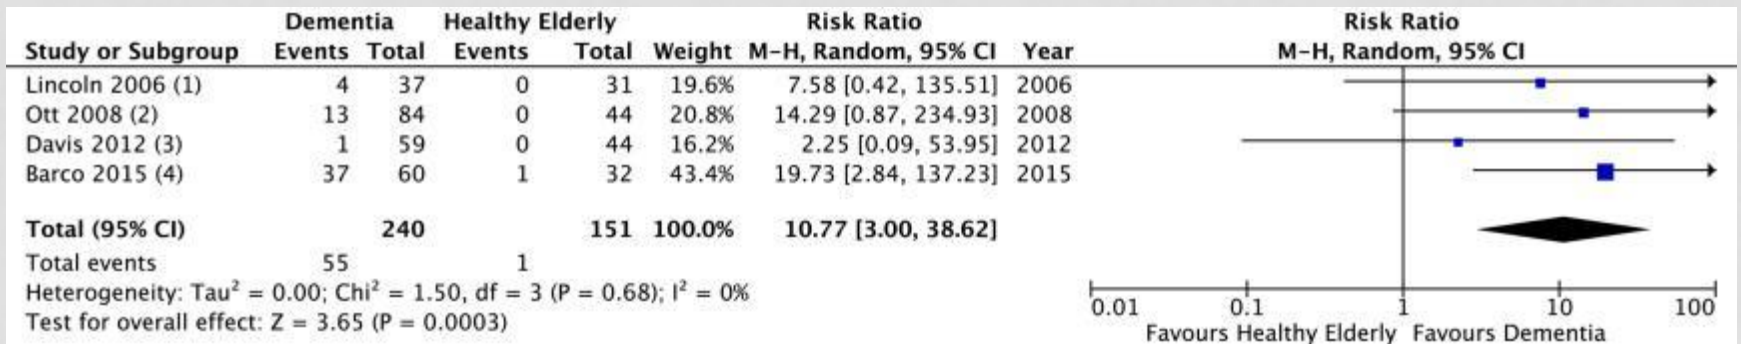 Dementia Healthy Elderly Risk Ratio Risk Ratio
Study or Subgroup Events Total Events Total Weight M-H, Random, 95% CI Year M-H, Random, 95% CI
Lincoln 2006 (1) 4 37 0 31 19.6% 7.58 [0.42, 135.51] 2006
Ott 2008 (2) 13 84 0 44 20.8% 14.29 [0.87, 234.93] 2008
Davis 2012 (3) 1 59 0 44 16.2% 2.25 [0.09, 53.95] 2012
Barco 2015 (4) 37 60 1 32 43.4% 19.73 [2.84, 137.23] 2015
Total (95% CI) 240 151 100.0% 10.77 [3.00, 38.62]
Total events 55 1
Heterogeneity: Tau² = 0.00; Chi² = 1.50, df = 3 (P = 0.68); I² = 0%
Test for overall effect: Z = 3.65 (P = 0.0003)
0.01 0.1 1 10 100
Favours Healthy Elderly Favours Dementia